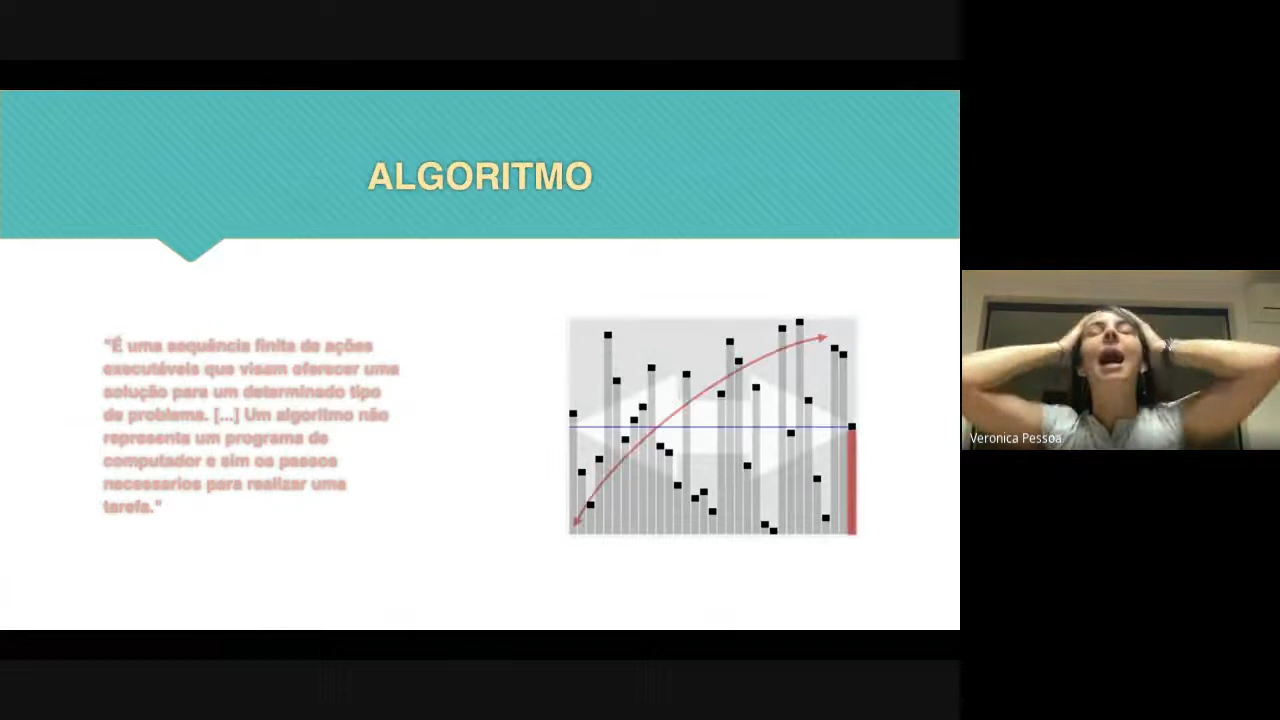 ALGORITMO
"É uma sequência finita de ações
executáveis que visam oferecer uma
solução para um determinado tipo
de problema. [...] Um algoritmo não
representa um programa de
computador e sim os passos
necessarios para realizar uma
tarefa."
Veronica Pessoa